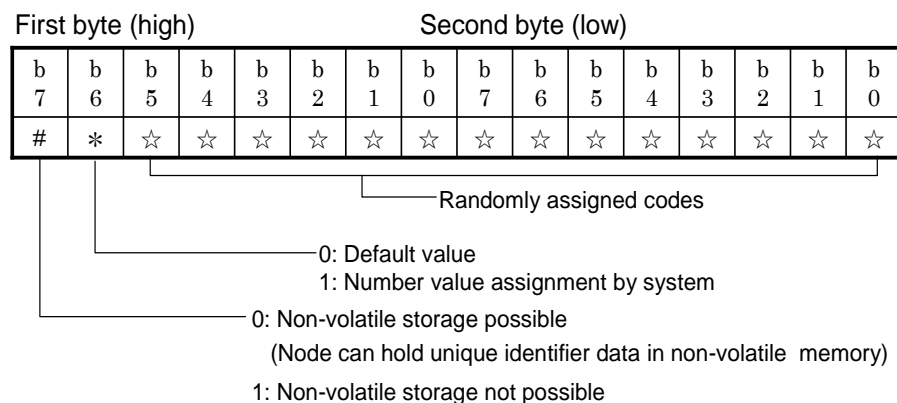 First byte (high) Second byte (low)
b b b b b b b b b b b b b b b b
7 6 5 4 3 2 1 0 7 6 5 4 3 2 1 0
# * ☆ ☆ ☆ ☆ ☆ ☆ ☆ ☆ ☆ ☆ ☆ ☆ ☆ ☆
Randomly assigned codes
0: Default value
1: Number value assignment by system
0: Non-volatile storage possible
(Node can hold unique identifier data in non-volatile memory)
1: Non-volatile storage not possible